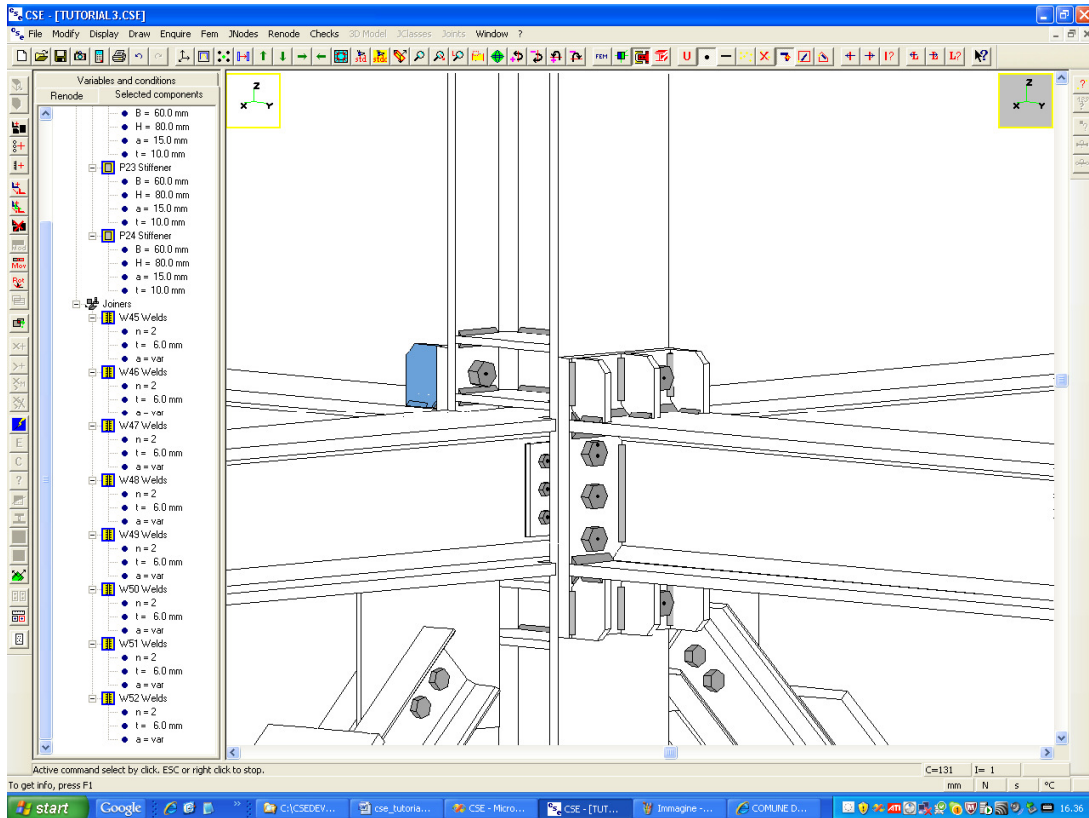 CSE - [TUTORIAL3.CSE]
File Modify Display Draw Enquire Fem JNodes Renode Checks 3D Model JClasses Joints Window ?
Variables and conditions
Renode Selected components
B = 60.0 mm
H = 80.0 mm
a = 15.0 mm
t = 10.0 mm
P23 Stiffener
B = 60.0 mm
H = 80.0 mm
a = 15.0 mm
t = 10.0 mm
P24 Stiffener
B = 60.0 mm
H = 80.0 mm
a = 15.0 mm
t = 10.0 mm
Joiners
W45 Welds
n = 2
t = 6.0 mm
a = var
W46 Welds
n = 2
t = 6.0 mm
a = var
W47 Welds
n = 2
t = 6.0 mm
a = var
W48 Welds
n = 2
t = 6.0 mm
a = var
W49 Welds
n = 2
t = 6.0 mm
a = var
W50 Welds
n = 2
t = 6.0 mm
a = var
W51 Welds
n = 2
t = 6.0 mm
a = var
W52 Welds
n = 2
t = 6.0 mm
a = var
Z
X Y
Z
X Y
Active command select by click. ESC or right click to stop.
C=131 I= 1
To get info, press F1
mm N s °C
start Google C:\CSEDEV... cse_tutoria... CSE - Micro... CSE - [TUT... Immagine -... COMUNE D... 16.36